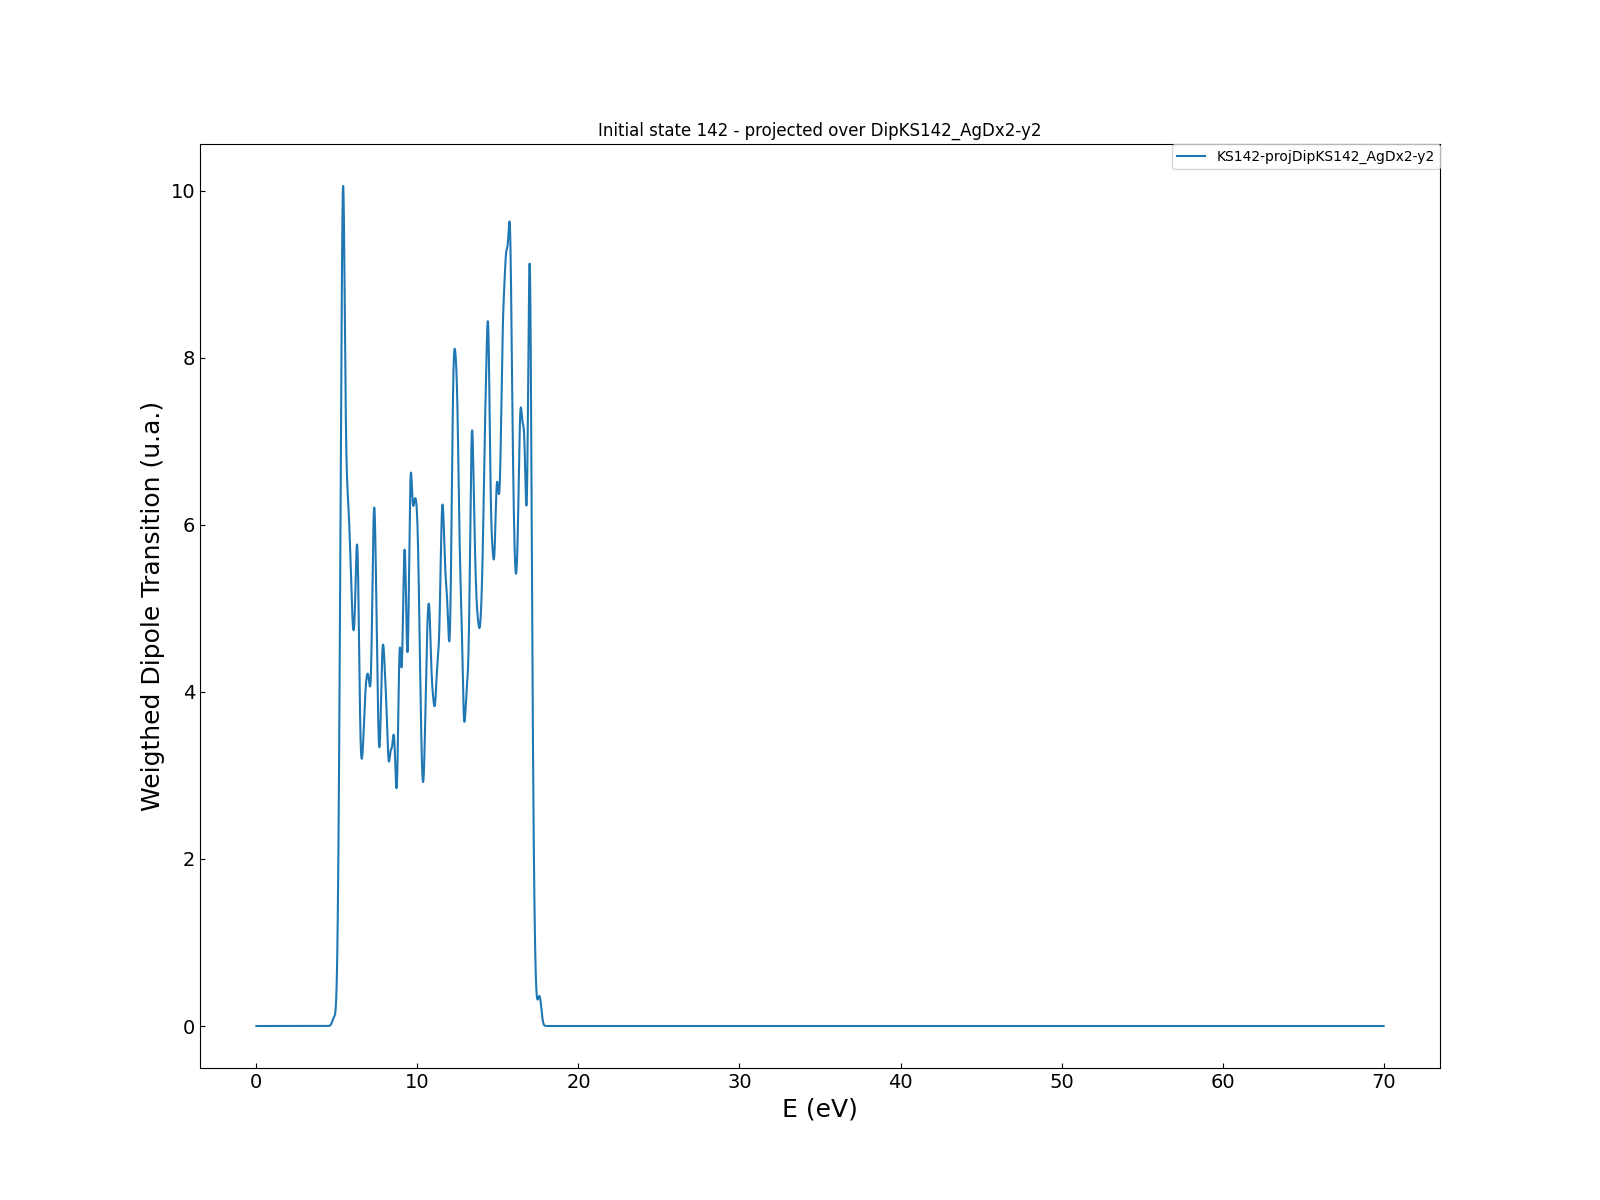 Initial state 142 - projected over DipKS142_AgDx2-y2
KS142-projDipKS142_AgDx2-y2
10
8
6
4
2
0
Weigthed Dipole Transition (u.a.)
0 10 20 30 40 50 60 70
E (eV)